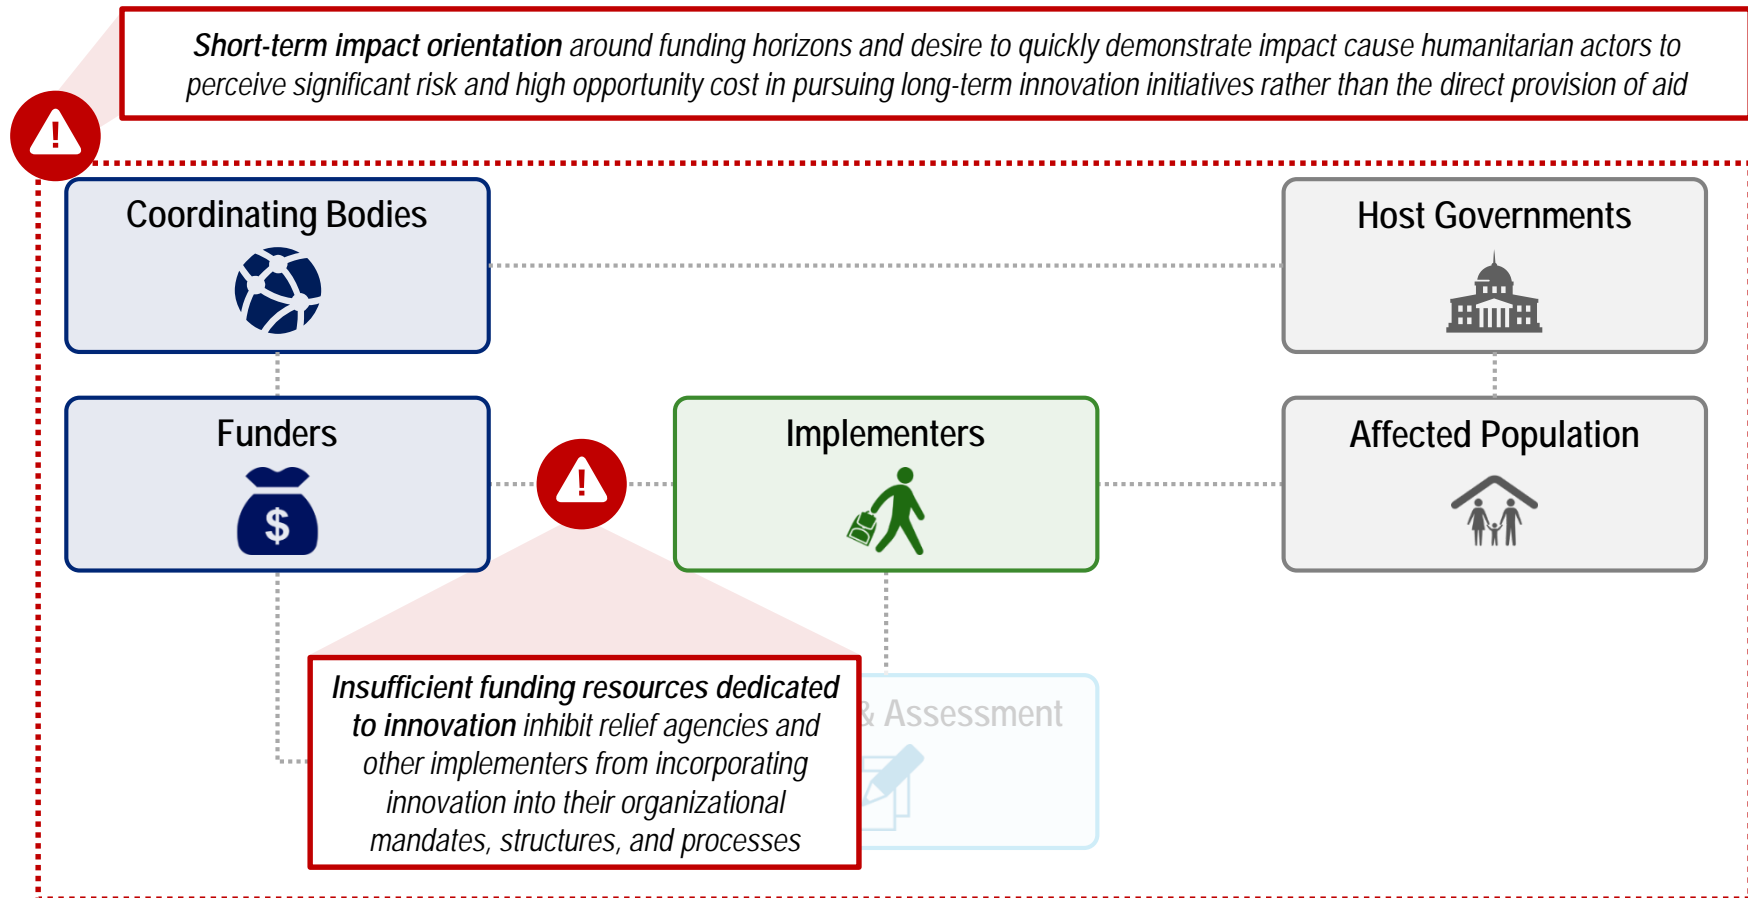 Short-term impact orientation around funding horizons and desire to quickly demonstrate impact cause humanitarian actors to
perceive significant risk and high opportunity cost in pursuing long-term innovation initiatives rather than the direct provision of aid
Coordinating Bodies
Host Governments
Funders
$
Implementers
Affected Population
Insufficient funding resources dedicated
to innovation inhibit relief agencies and
other implementers from incorporating
innovation into their organizational
mandates, structures, and processes
& Assessment